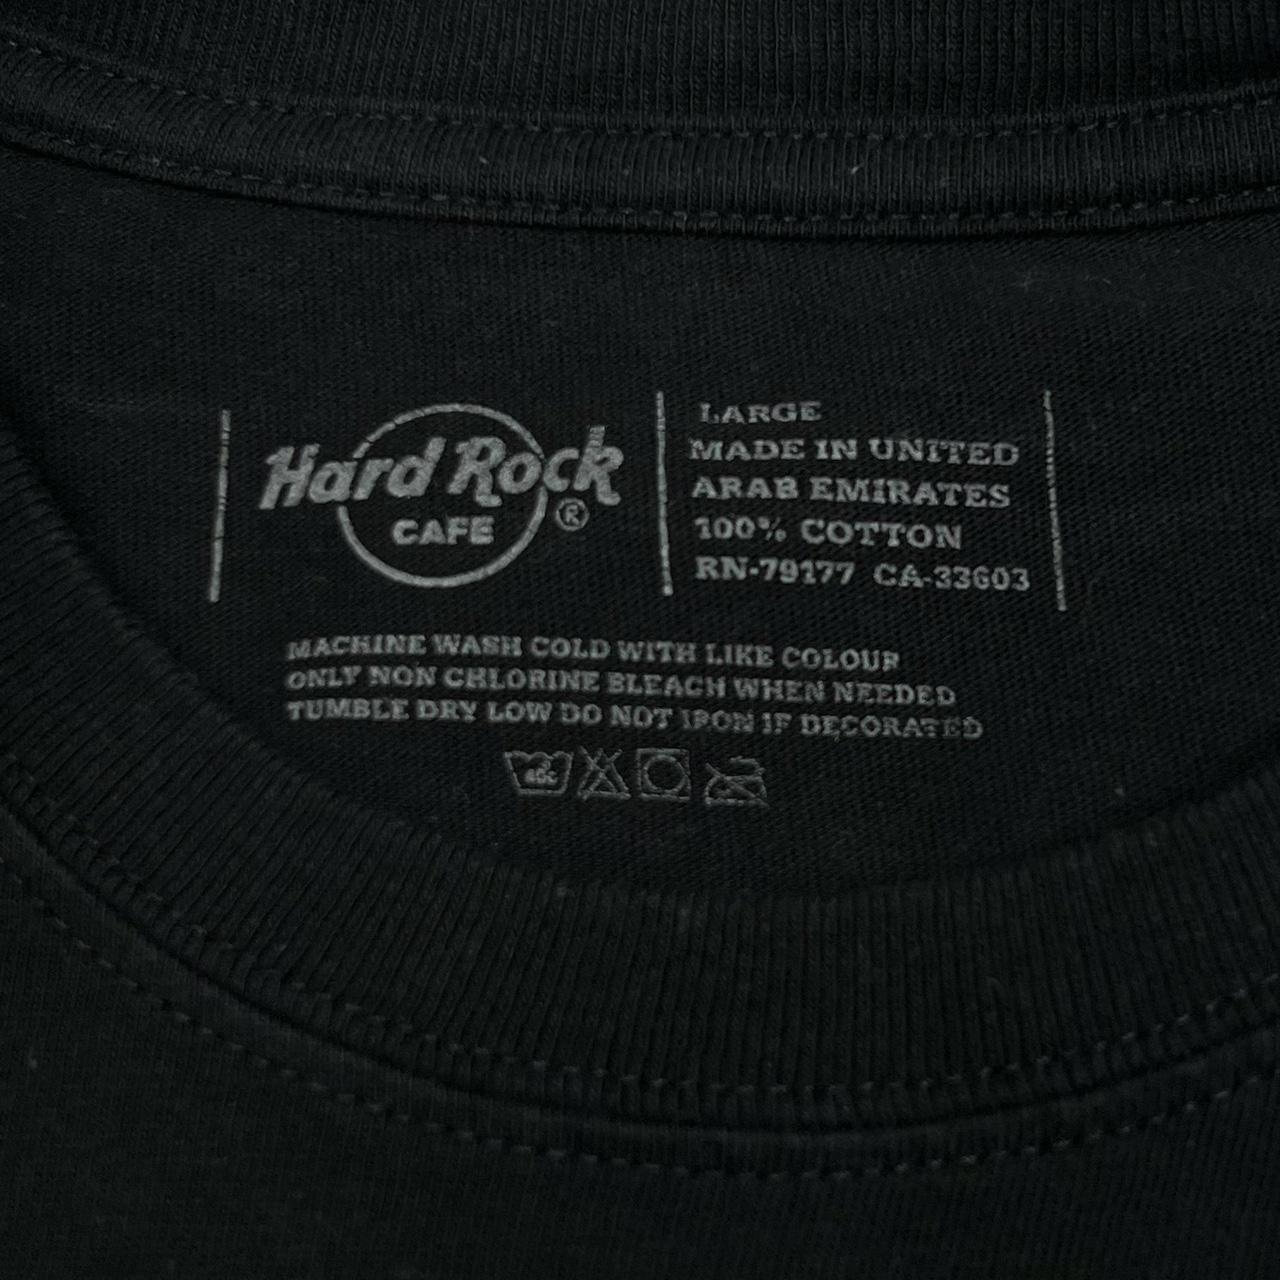 Hard Rock
CAFE
®
LARGE
MADE IN UNITED
ARAB EMIRATES
100% COTTON
RN-79177 CA-33603
MACHINE WASH COLD WITH LIKE COLOUR
ONLY NON CHLORINE BLEACH WHEN NEEDED
TUMBLE DRY LOW DO NOT IRON IF DECORATED